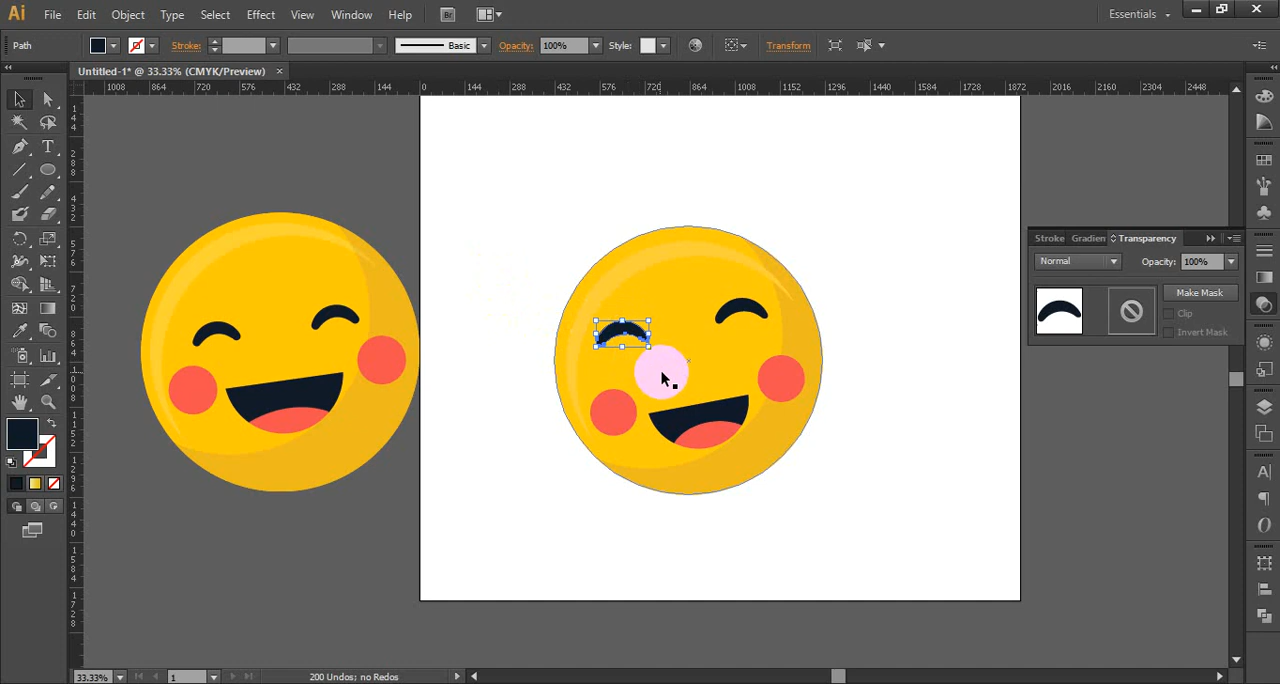 Ai File Edit Object Type Select Effect View Window Help Br Essentials
Path Stroke: Basic Opacity: 100% Style: Transform
Untitled-1* @ 33.33% (CMYK/Preview) ×
1008 864 720 576 432 288 144 0 144 288 432 576 720 864 1008 1152 1296 1440 1584 1728 1872 2016 2160 2304 2448
Stroke Gradien Transparency
Normal Opacity: 100%
Make Mask
Clip
Invert Mask
33.33% 1 200 Undos; no Redos